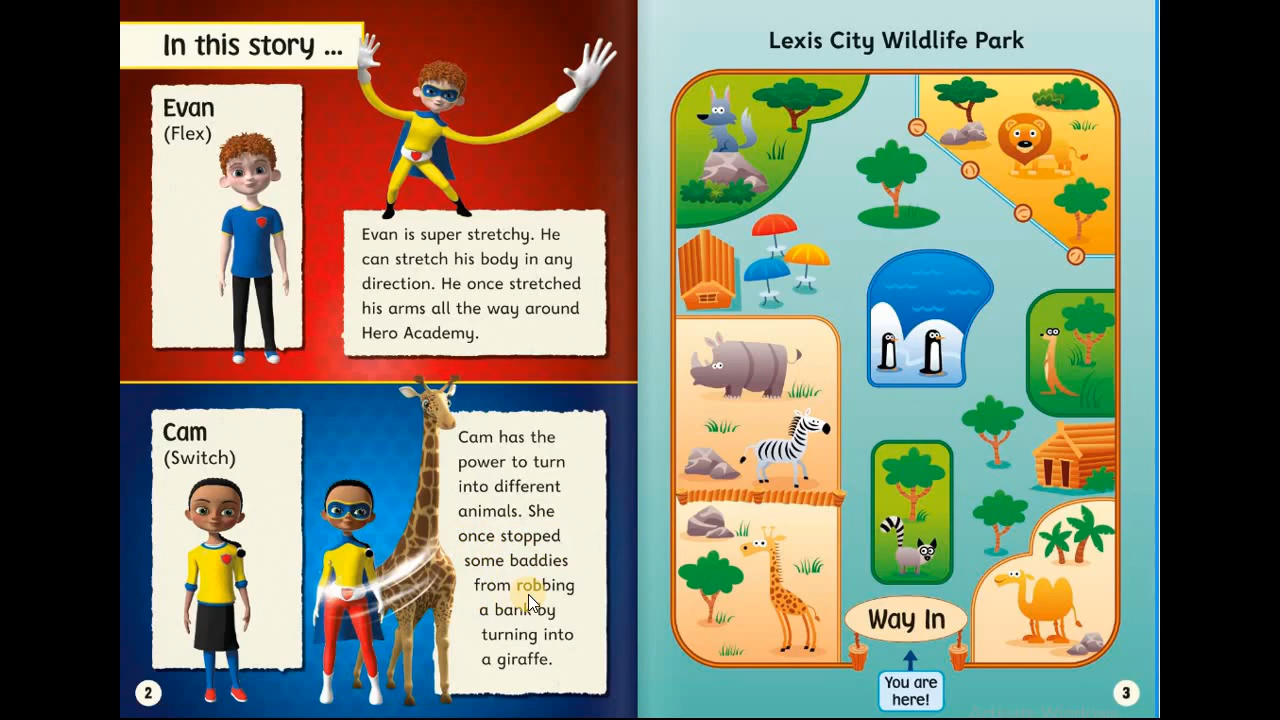 In this story ...
Evan
(Flex)
Evan is super stretchy. He
can stretch his body in any
direction. He once stretched
his arms all the way around
Hero Academy.
Cam
(Switch)
Cam has the
power to turn
into different
animals. She
once stopped
some baddies
from robbing
a bank by
turning into
a giraffe.
2
Lexis City Wildlife Park
Way In
You are
here!
3